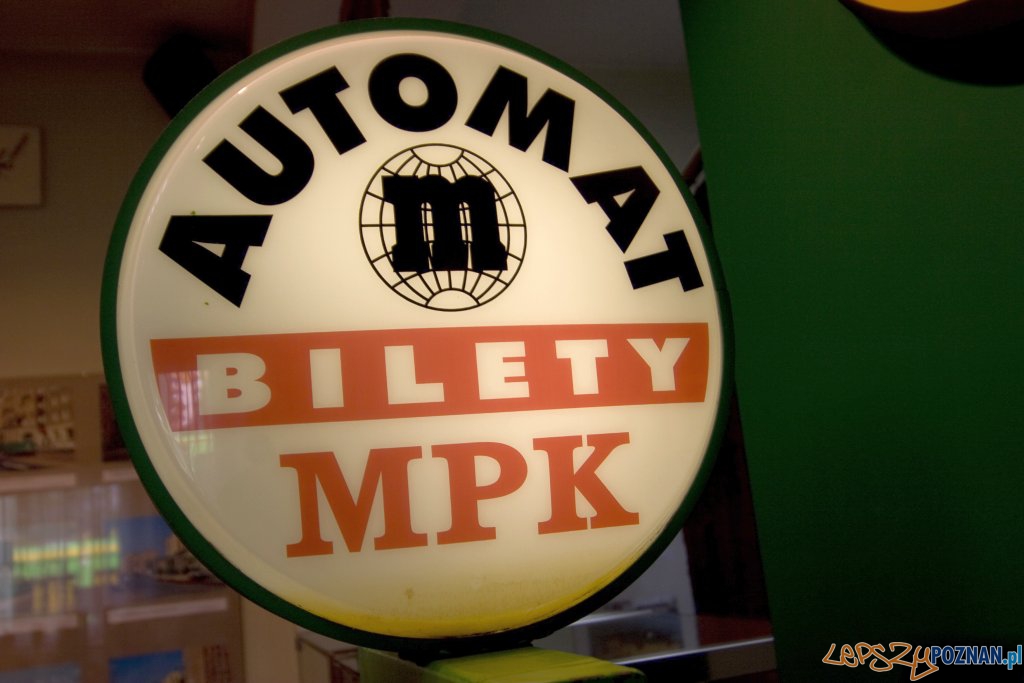 AUTOMAT
m
BILETY
MPK
LEPSZYPOZNAN.pl